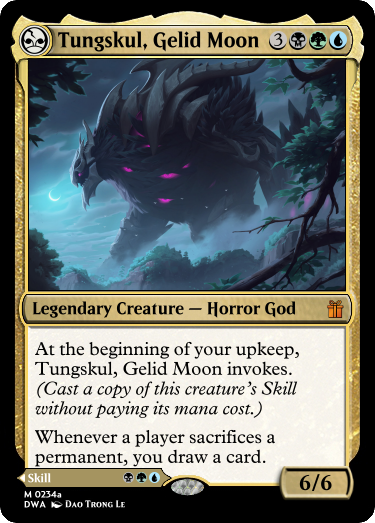 Tungskul, Gelid Moon 3
Legendary Creature — Horror God
At the beginning of your upkeep,
Tungskul, Gelid Moon invokes.
(Cast a copy of this creature's Skill
without paying its mana cost.)
Whenever a player sacrifices a
permanent, you draw a card.
Skill
6/6
M 0234a
DWA Dao Trong Le